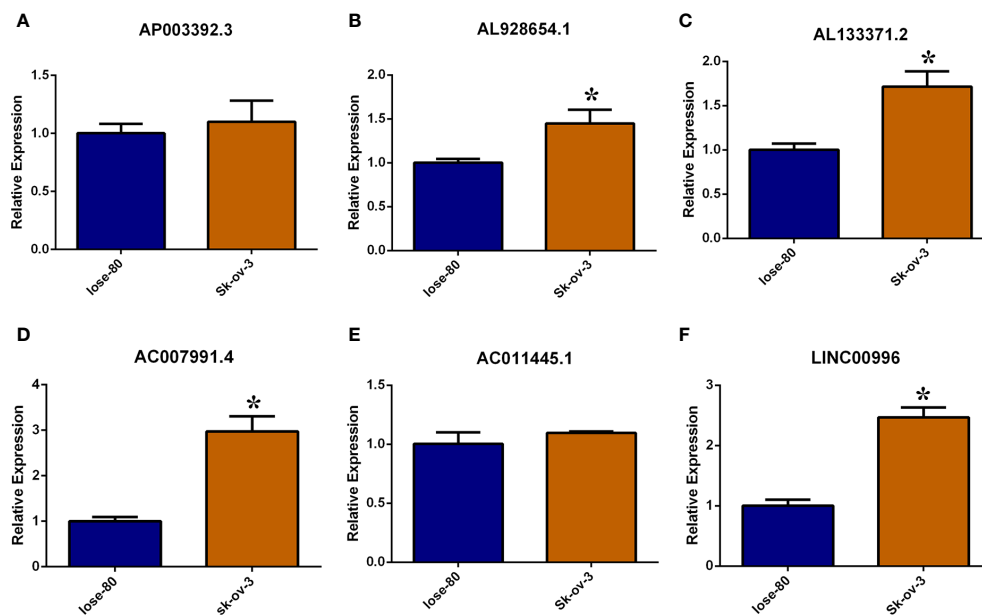 A
AP003392.3
Relative Expression
1.5
1.0
0.5
0.0
Iose-80
Sk-ov-3
B
AL928654.1
Relative Expression
2.0
1.5
1.0
0.5
0.0
*
Iose-80
Sk-ov-3
C
AL133371.2
Relative Expression
2.0
1.5
1.0
0.5
0.0
*
Iose-80
Sk-ov-3
D
AC007991.4
Relative Expression
4
3
2
1
0
*
Iose-80
sk-ov-3
E
AC011445.1
Relative Expression
1.5
1.0
0.5
0.0
Iose-80
Sk-ov-3
F
LINC00996
Relative Expression
3
2
1
0
*
Iose-80
Sk-ov-3